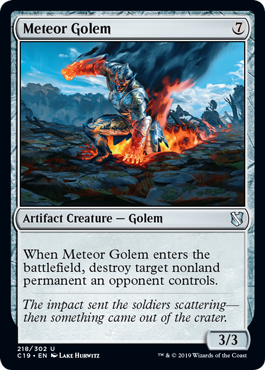 Meteor Golem 7
Artifact Creature — Golem
When Meteor Golem enters the
battlefield, destroy target nonland
permanent an opponent controls.
The impact sent the soldiers scattering—
then something came out of the crater.
3/3
218/302 U
C19 • EN Lake Hurwitz
™ & © 2019 Wizards of the Coast